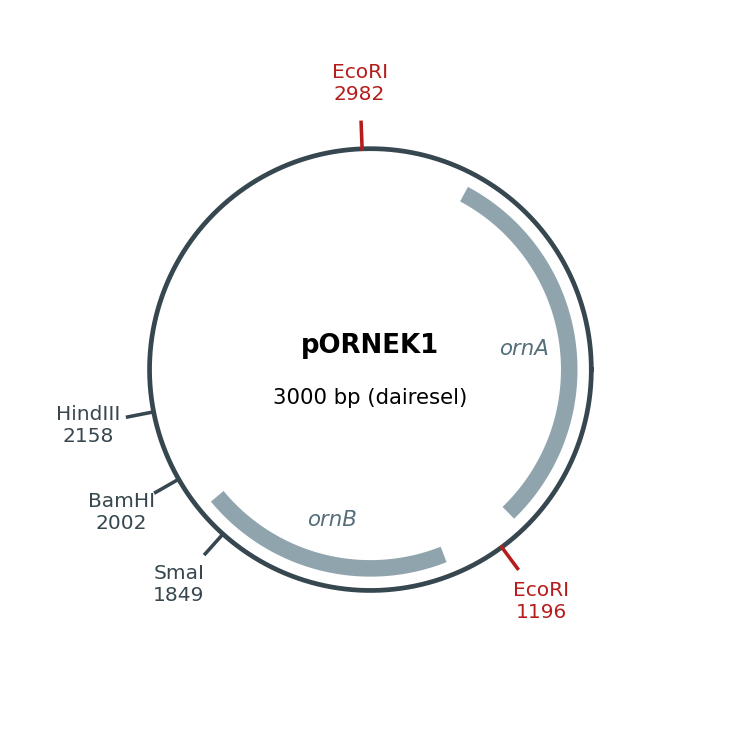 EcoRI
2982
pORNEK1
3000 bp (dairesel)
ornA
HindIII
2158
BamHI
2002
ornB
SmaI
1849
EcoRI
1196